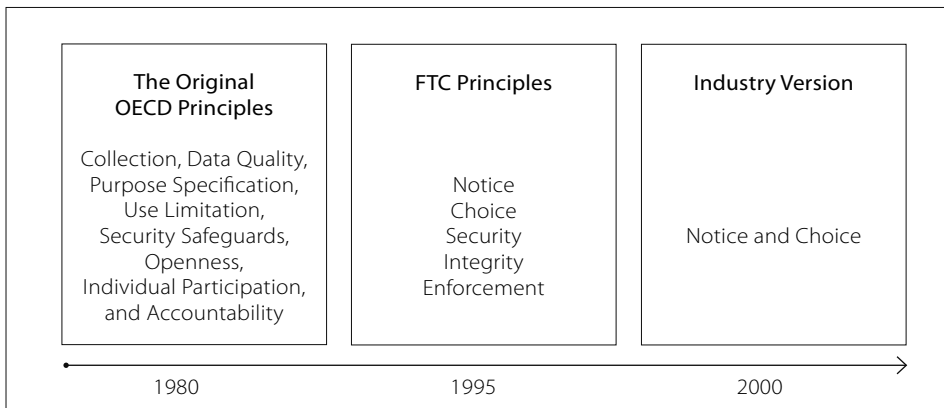 The Original
OECD Principles
Collection, Data Quality,
Purpose Specification,
Use Limitation,
Security Safeguards,
Openness,
Individual Participation,
and Accountability
FTC Principles
Notice
Choice
Security
Integrity
Enforcement
Industry Version
Notice and Choice
1980
1995
2000